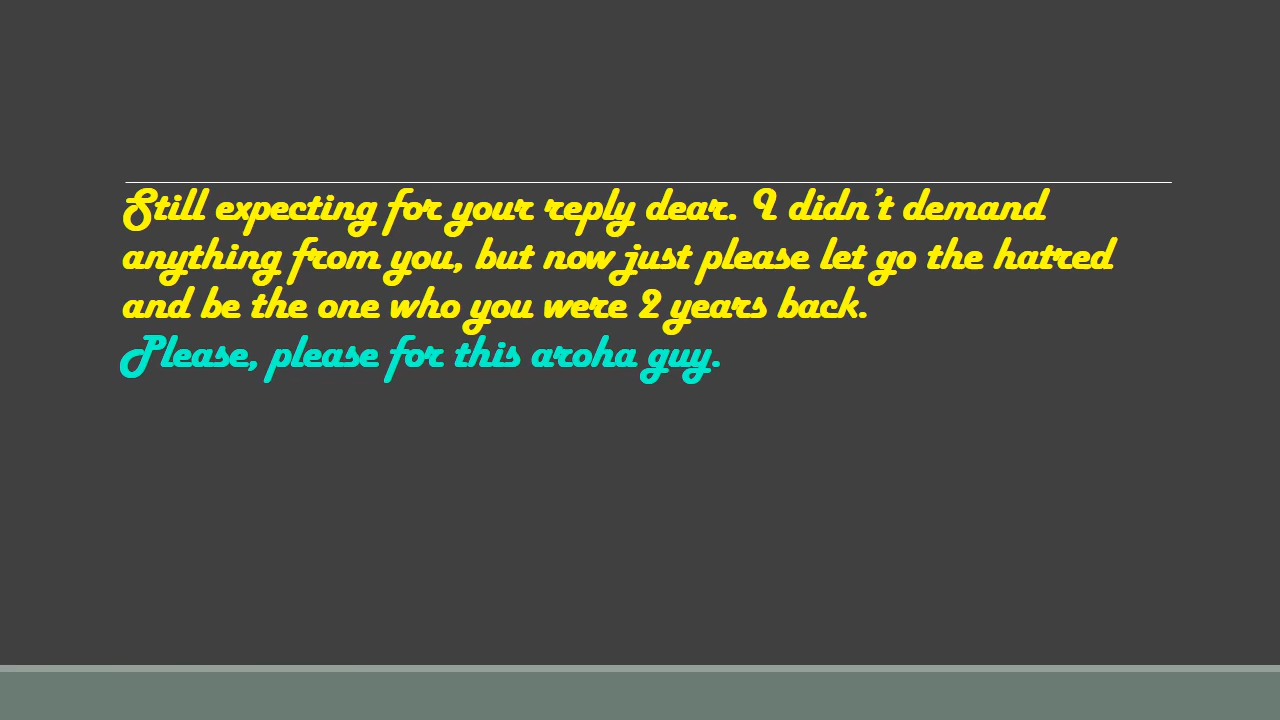 Still expecting for your reply dear. I didn't demand
anything from you, but now just please let go the hatred
and be the one who you were 2 years back.
Please, please for this aroha guy.